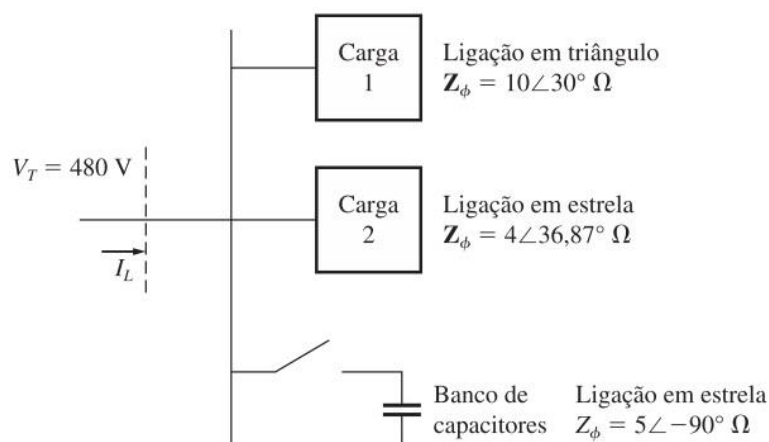 Carga
1
Ligação em triângulo
Z_ϕ = 10∠30° Ω
V_T = 480 V
I_L
Carga
2
Ligação em estrela
Z_ϕ = 4∠36,87° Ω
Banco de
capacitores
Ligação em estrela
Z_ϕ = 5∠−90° Ω